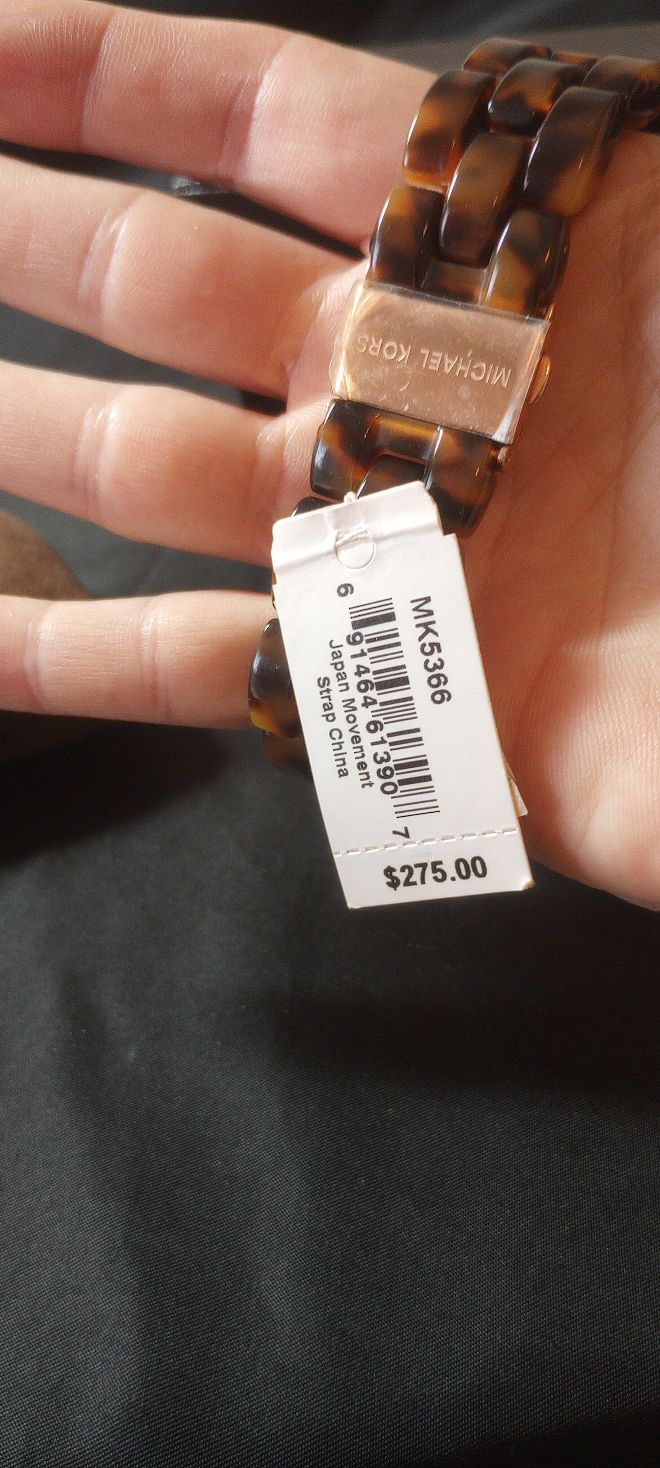 MICHAEL KORS
MK5366
6 91464 61390 7
Japan Movement
Strap China
$275.00